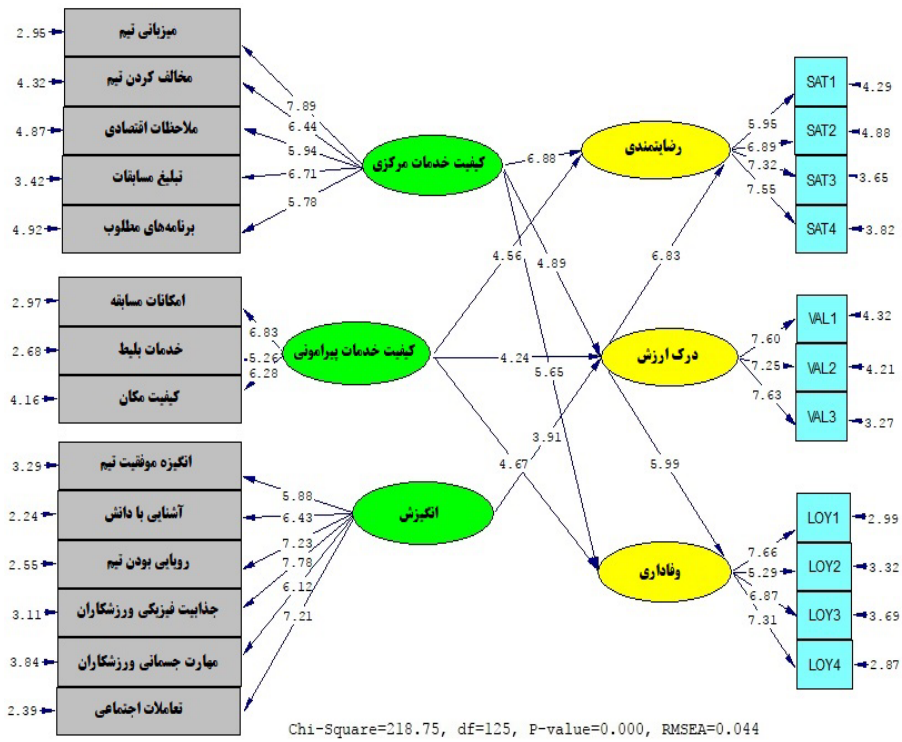 2.95
میزبانی تیم
4.32
مخالف کردن تیم
4.87
ملاحظات اقتصادی
3.42
تبلیغ مسابقات
4.92
برنامه‌های مطلوب
7.89
6.44
5.94
6.71
5.78
کیفیت خدمات مرکزی
2.97
امکانات مسابقه
2.68
خدمات بلیط
4.16
کیفیت مکان
6.83
5.26
6.28
کیفیت خدمات پیرامونی
3.29
انگیزه موفقیت تیم
2.24
آشنایی با دانش
2.55
رویایی بودن تیم
3.11
جذابیت فیزیکی ورزشکاران
3.84
مهارت جسمانی ورزشکاران
2.39
تعاملات اجتماعی
5.88
6.43
7.23
7.78
6.12
7.21
انگیزش
6.88
4.56
4.89
6.83
4.24
5.65
3.91
4.67
5.99
رضایتمندی
5.95
6.89
7.32
7.55
SAT1
4.29
SAT2
4.88
SAT3
3.65
SAT4
3.82
درک ارزش
7.60
7.25
7.63
VAL1
4.32
VAL2
4.21
VAL3
3.27
وفاداری
7.66
5.29
6.87
7.31
LOY1
2.99
LOY2
3.32
LOY3
3.69
LOY4
2.87
Chi-Square=218.75, df=125, P-value=0.000, RMSEA=0.044